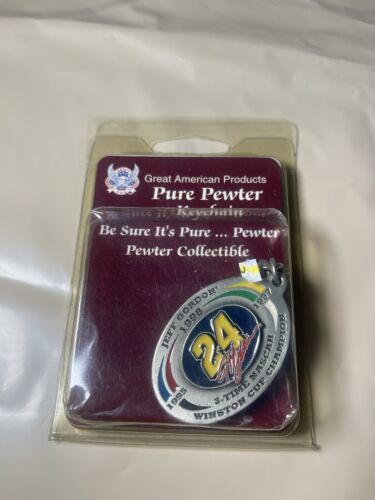 Great American Products
Pure Pewter
Keychain
Be Sure It's Pure ... Pewter
Pewter Collectible
JEFF GORDON
1998
1997
24
1995
3-TIME NASCAR
WINSTON CUP CHAMPION